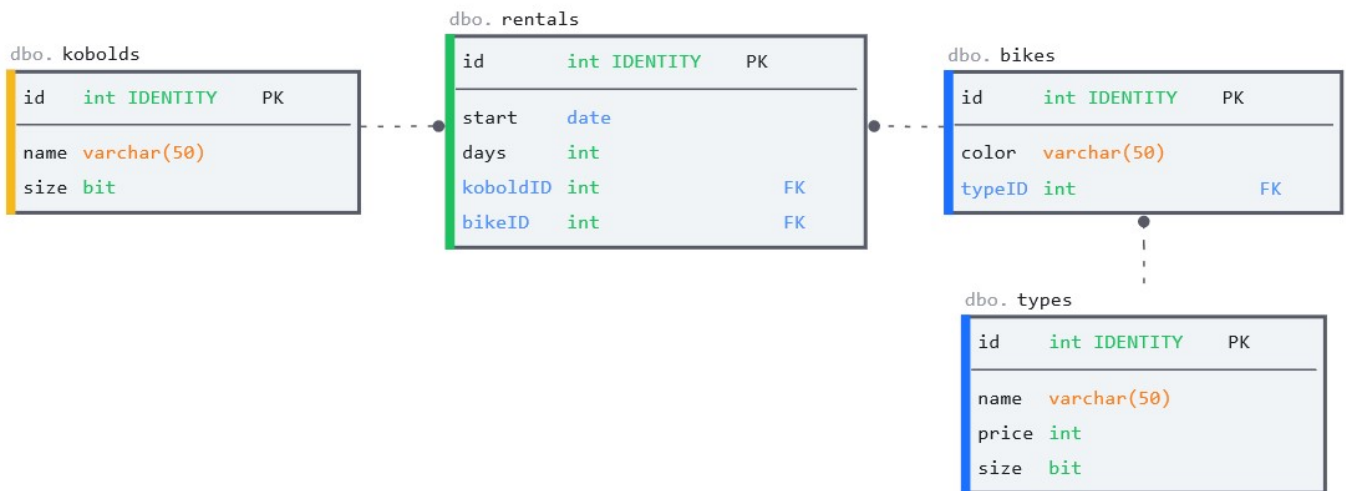 dbo. kobolds
id int IDENTITY PK
name varchar(50)
size bit
dbo. rentals
id int IDENTITY PK
start date
days int
koboldID int FK
bikeID int FK
dbo. bikes
id int IDENTITY PK
color varchar(50)
typeID int FK
dbo. types
id int IDENTITY PK
name varchar(50)
price int
size bit